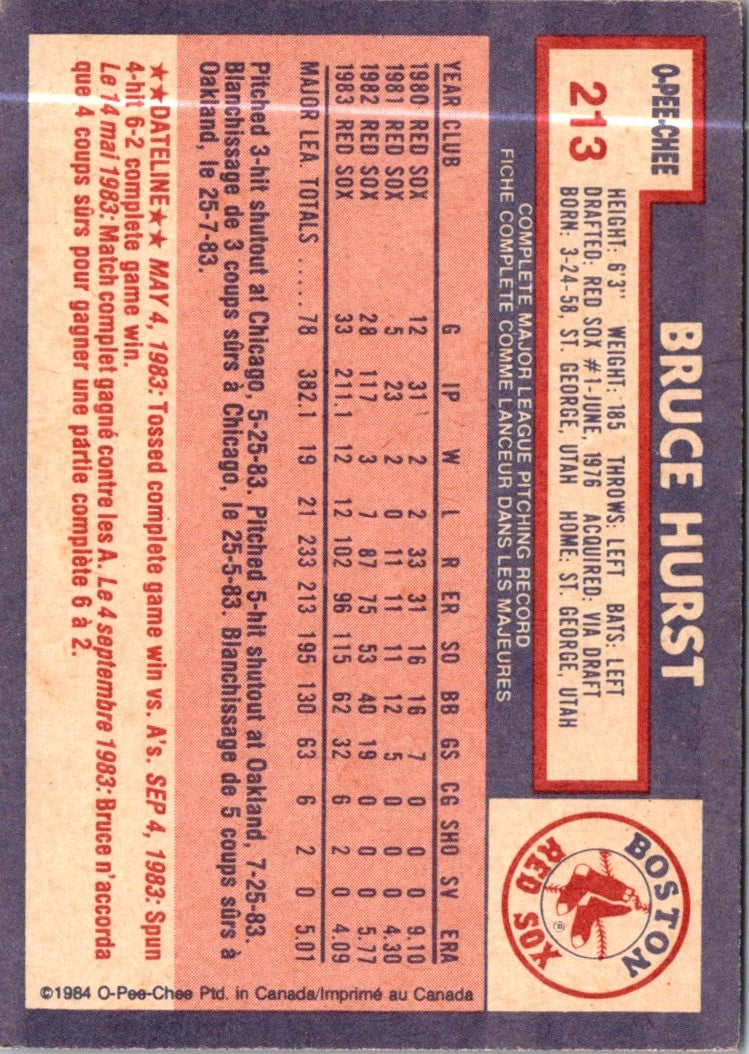 O-PEE-CHEE
213
BRUCE HURST
HEIGHT: 6'3" WEIGHT: 185 THROWS: LEFT BATS: LEFT
DRAFTED: RED SOX #1-JUNE, 1976 ACQUIRED: VIA DRAFT
BORN: 3-24-58, ST. GEORGE, UTAH HOME: ST. GEORGE, UTAH
BOSTON
RED SOX
®
COMPLETE MAJOR LEAGUE PITCHING RECORD
FICHE COMPLETE COMME LANCEUR DANS LES MAJEURES
YEAR CLUB G IP W L R ER SO BB GS CG SHO SV ERA
1980 RED SOX 12 31 2 2 33 31 16 16 7 0 0 0 9.10
1981 RED SOX 5 23 2 0 11 11 11 12 5 0 0 0 4.30
1982 RED SOX 28 117 3 7 87 75 53 40 19 0 0 0 5.77
1983 RED SOX 33 211.1 12 12 102 96 115 62 32 6 2 0 4.09
MAJOR LEA. TOTALS ..... 78 382.1 19 21 233 213 195 130 63 6 2 0 5.01
Pitched 3-hit shutout at Chicago, 5-25-83. Pitched 5-hit shutout at Oakland, 7-25-83.
Blanchissage de 3 coups sûrs à Chicago, le 25-5-83. Blanchissage de 5 coups sûrs à
Oakland, le 25-7-83.
★★DATELINE★★ MAY 4, 1983: Tossed complete game win vs. A's. SEP 4, 1983: Spun
4-hit 6-2 complete game win.
Le 14 mai 1983: Match complet gagné contre les A. Le 4 septembre 1983: Bruce n'accorda
que 4 coups sûrs pour gagner une partie complète 6 à 2.
©1984 O-Pee-Chee Ptd. in Canada/Imprimé au Canada